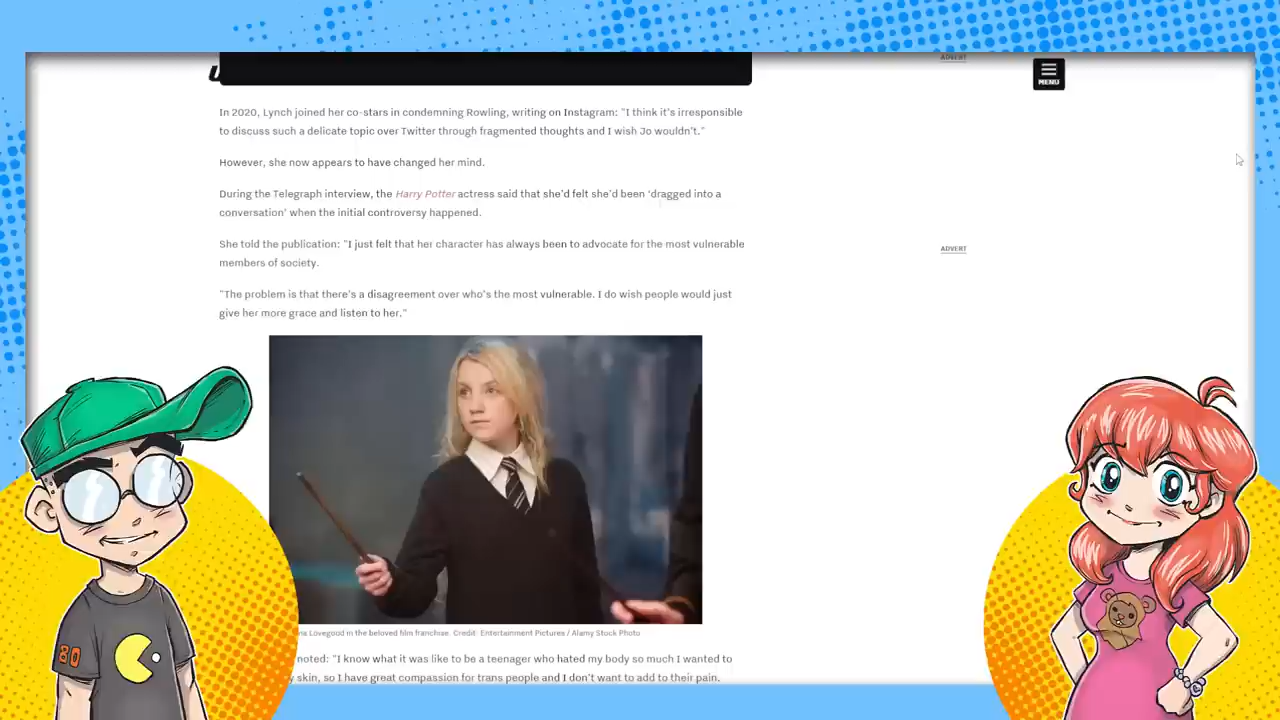 ADVERT
MENU
In 2020, Lynch joined her co-stars in condemning Rowling, writing on Instagram: "I think it's irresponsible
to discuss such a delicate topic over Twitter through fragmented thoughts and I wish Jo wouldn't."
However, she now appears to have changed her mind.
During the Telegraph interview, the Harry Potter actress said that she'd felt she'd been 'dragged into a
conversation' when the initial controversy happened.
She told the publication: "I just felt that her character has always been to advocate for the most vulnerable
members of society.
ADVERT
"The problem is that there's a disagreement over who's the most vulnerable. I do wish people would just
give her more grace and listen to her."
Lovegood in the beloved film franchise. Credit: Entertainment Pictures / Alamy Stock Photo
noted: "I know what it was like to be a teenager who hated my body so much I wanted to
skin, so I have great compassion for trans people and I don't want to add to their pain.
80